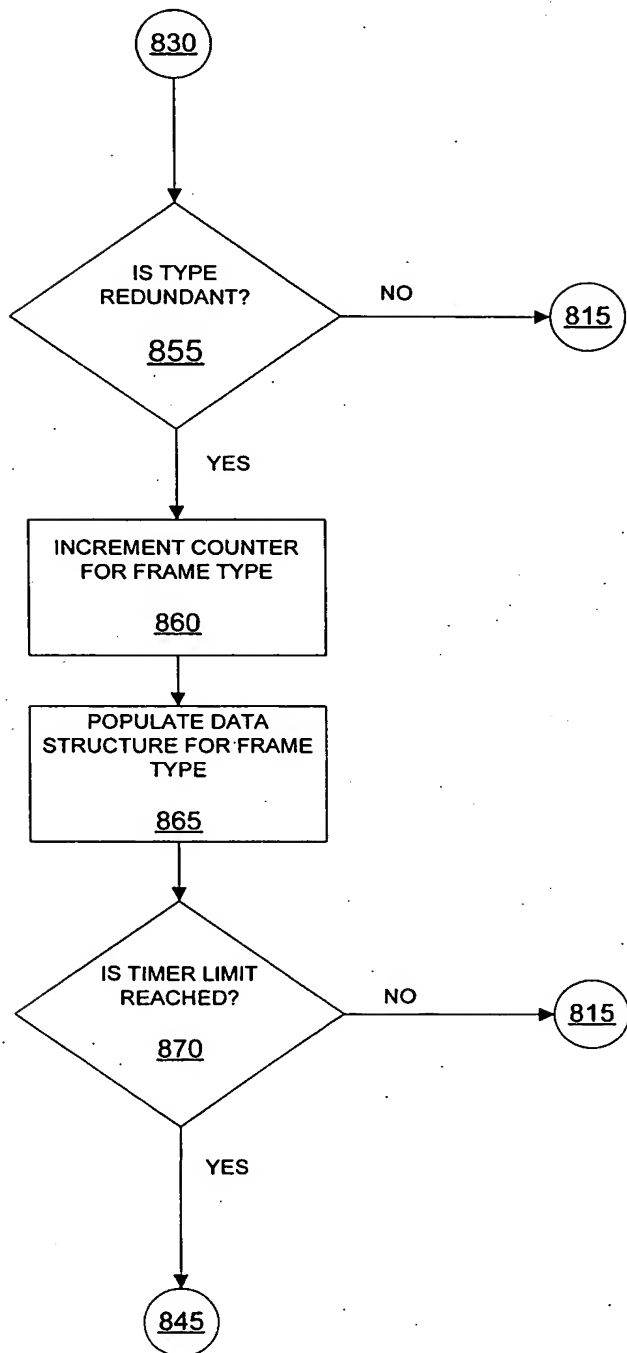 830
IS TYPE
REDUNDANT?
855
NO
815
YES
INCREMENT COUNTER
FOR FRAME TYPE
860
POPULATE DATA
STRUCTURE FOR FRAME
TYPE
865
IS TIMER LIMIT
REACHED?
870
NO
815
YES
845